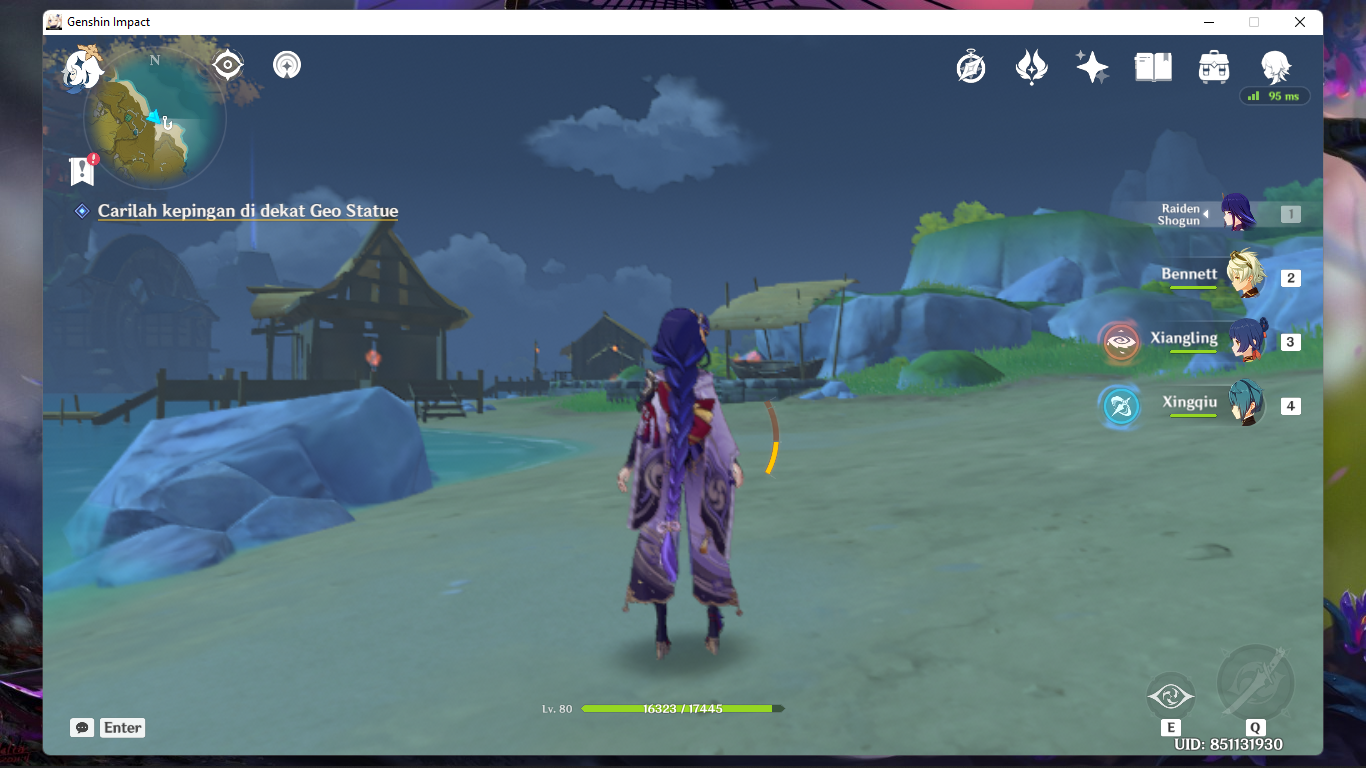 Genshin Impact
N
95 ms
Carilah kepingan di dekat Geo Statue
Raiden
Shogun
1
Bennett
2
Xiangling
3
Xingqiu
4
Lv. 80
16323 / 17445
Enter
E
Q
UID: 851131930